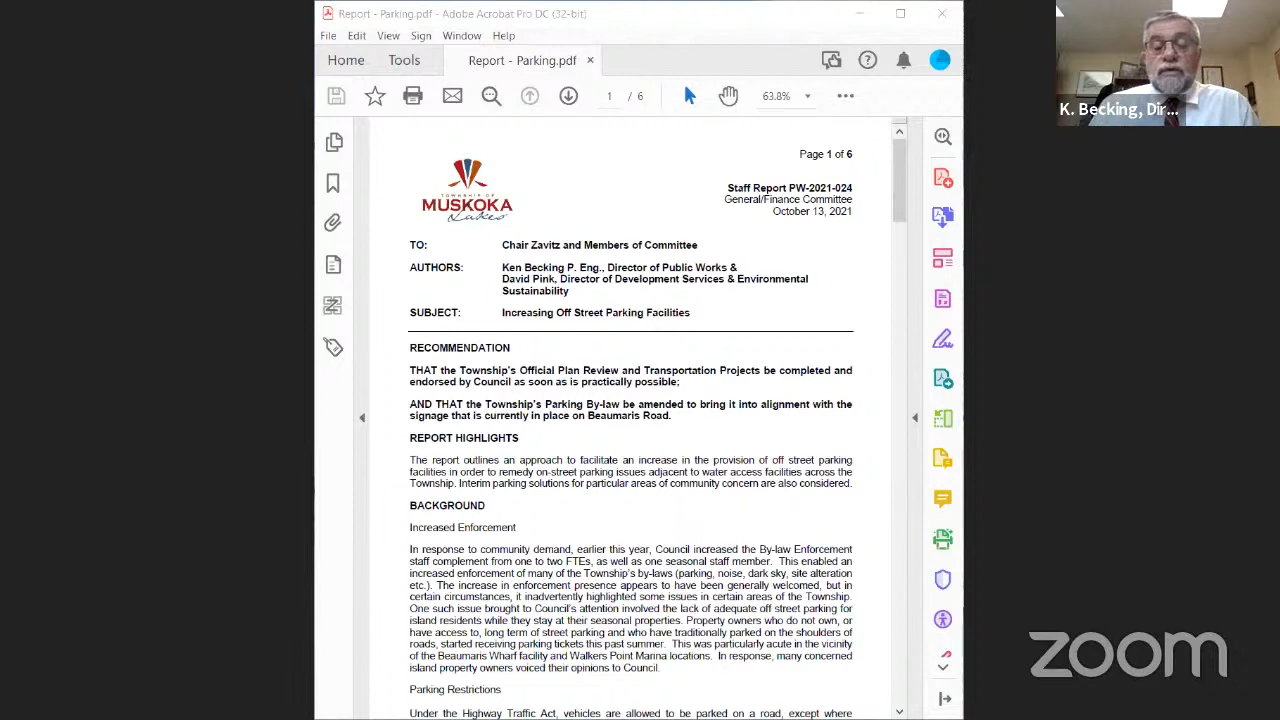 Report - Parking.pdf - Adobe Acrobat Pro DC (32-bit)
File Edit View Sign Window Help
Home Tools Report - Parking.pdf ×
1 / 6 63.8%
K. Becking, Dir...
Page 1 of 6
TOWNSHIP OF
MUSKOKA
Lakes
Staff Report PW-2021-024
General/Finance Committee
October 13, 2021
TO: Chair Zavitz and Members of Committee
AUTHORS: Ken Becking P. Eng., Director of Public Works &
David Pink, Director of Development Services & Environmental
Sustainability
SUBJECT: Increasing Off Street Parking Facilities
RECOMMENDATION
THAT the Township's Official Plan Review and Transportation Projects be completed and
endorsed by Council as soon as is practically possible;
AND THAT the Township's Parking By-law be amended to bring it into alignment with the
signage that is currently in place on Beaumaris Road.
REPORT HIGHLIGHTS
The report outlines an approach to facilitate an increase in the provision of off street parking
facilities in order to remedy on-street parking issues adjacent to water access facilities across the
Township. Interim parking solutions for particular areas of community concern are also considered.
BACKGROUND
Increased Enforcement
In response to community demand, earlier this year, Council increased the By-law Enforcement
staff complement from one to two FTEs, as well as one seasonal staff member. This enabled an
increased enforcement of many of the Township's by-laws (parking, noise, dark sky, site alteration
etc.). The increase in enforcement presence appears to have been generally welcomed, but in
certain circumstances, it inadvertently highlighted some issues in certain areas of the Township.
One such issue brought to Council's attention involved the lack of adequate off street parking for
island residents while they stay at their seasonal properties. Property owners who do not own, or
have access to, long term of street parking and who have traditionally parked on the shoulders of
roads, started receiving parking tickets this past summer. This was particularly acute in the vicinity
of the Beaumaris Wharf facility and Walkers Point Marina locations. In response, many concerned
island property owners voiced their opinions to Council.
Parking Restrictions
Under the Highway Traffic Act, vehicles are allowed to be parked on a road, except where
zoom